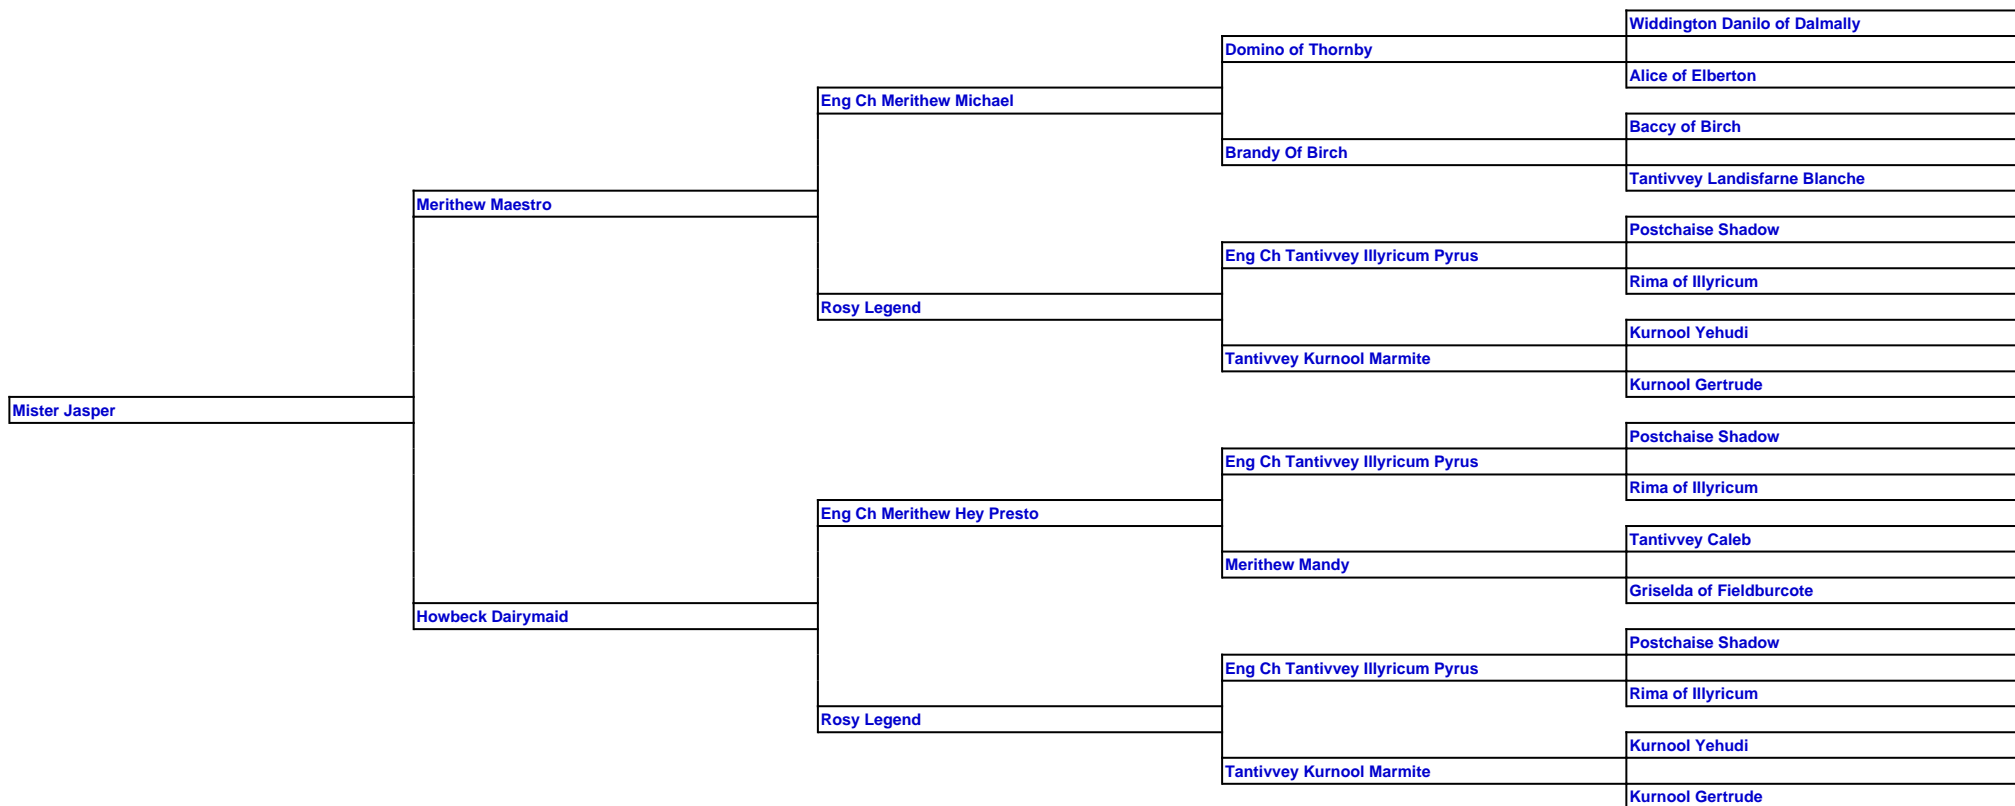 Widdington Danilo of Dalmally
Domino of Thornby
Alice of Elberton
Eng Ch Merithew Michael
Baccy of Birch
Brandy Of Birch
Tantivvey Landisfarne Blanche
Merithew Maestro
Postchaise Shadow
Eng Ch Tantivvey Illyricum Pyrus
Rima of Illyricum
Rosy Legend
Kurnool Yehudi
Tantivvey Kurnool Marmite
Kurnool Gertrude
Mister Jasper
Postchaise Shadow
Eng Ch Tantivvey Illyricum Pyrus
Rima of Illyricum
Eng Ch Merithew Hey Presto
Tantivvey Caleb
Merithew Mandy
Griselda of Fieldburcote
Howbeck Dairymaid
Postchaise Shadow
Eng Ch Tantivvey Illyricum Pyrus
Rima of Illyricum
Rosy Legend
Kurnool Yehudi
Tantivvey Kurnool Marmite
Kurnool Gertrude